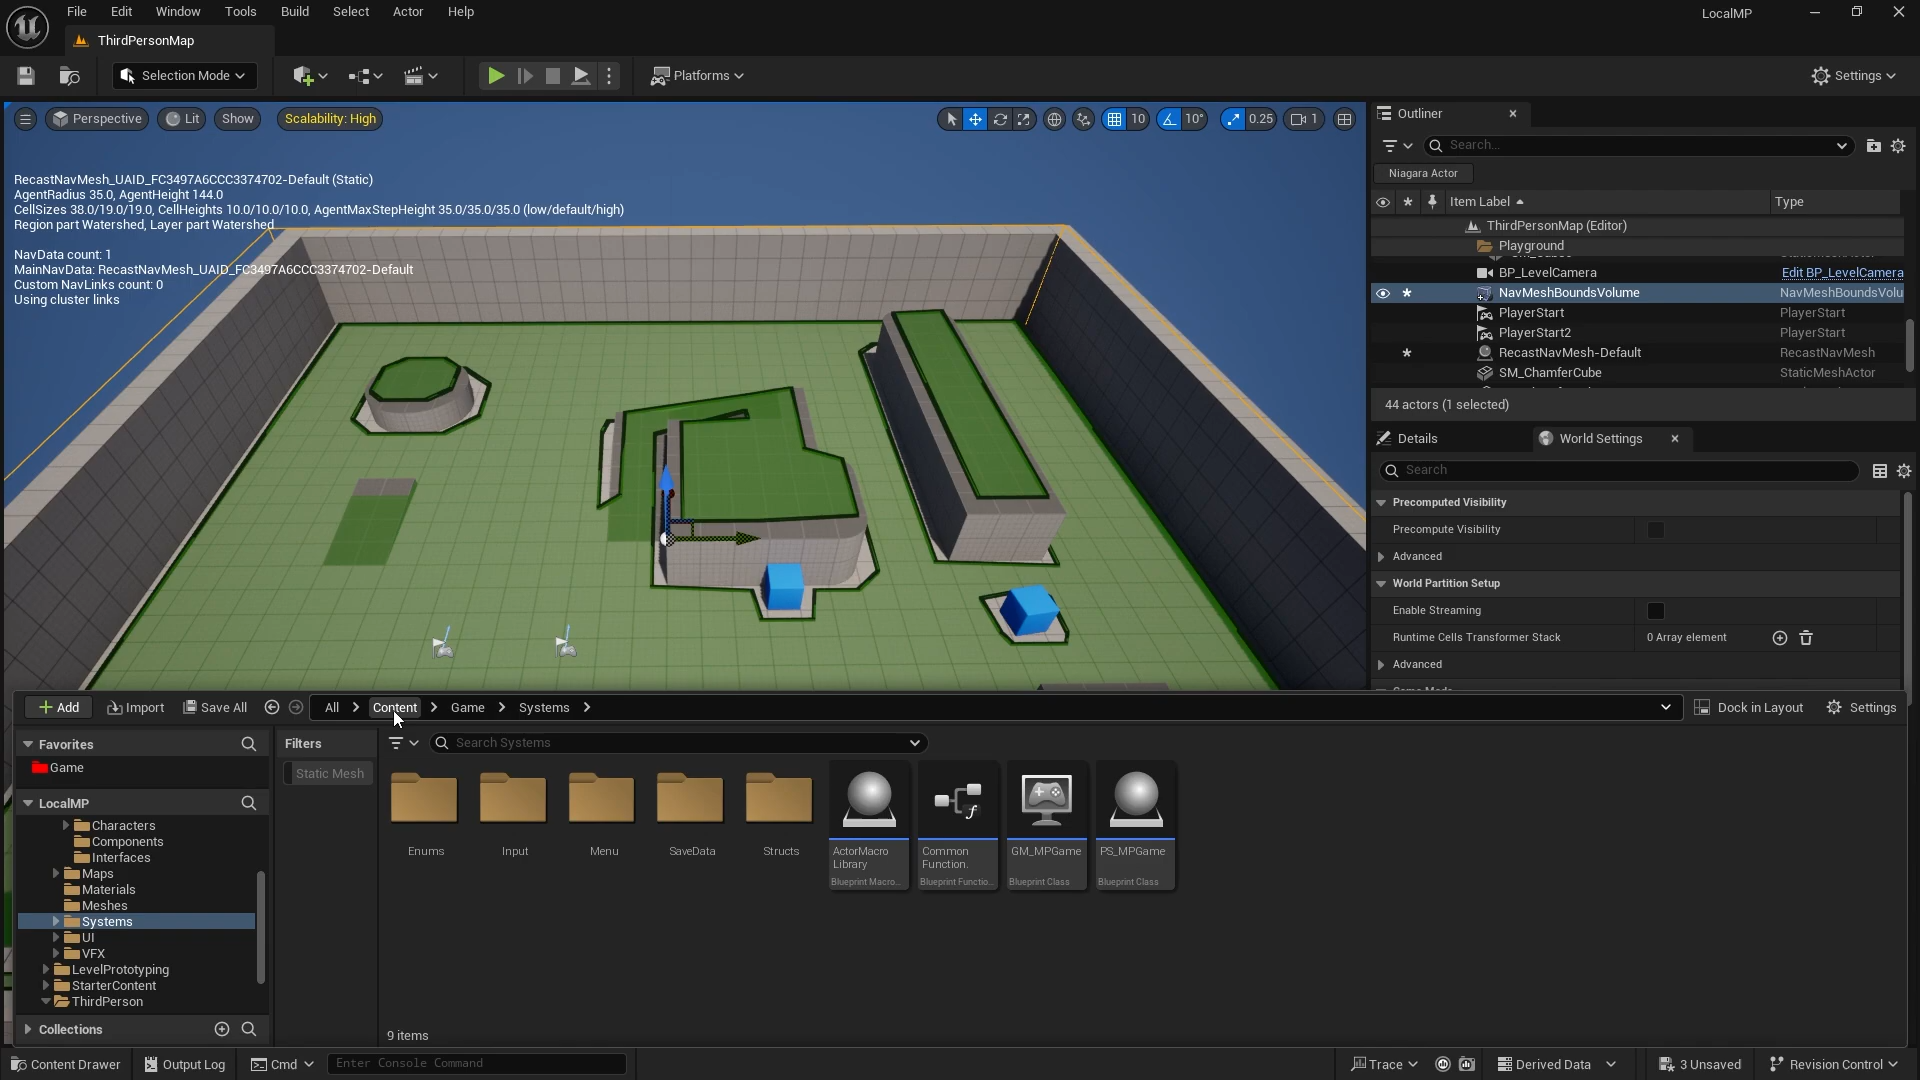 File Edit Window Tools Build Select Actor Help
LocalMP
ThirdPersonMap
Selection Mode
Platforms
Settings
Perspective Lit Show Scalability: High
10 10° 0.25 1
RecastNavMesh_UAID_FC3497A6CCC3374702-Default (Static)
AgentRadius 35.0, AgentHeight 144.0
CellSizes 38.0/19.0/19.0, CellHeights 10.0/10.0/10.0, AgentMaxStepHeight 35.0/35.0/35.0 (low/default/high)
Region part Watershed, Layer part Watershed
NavData count: 1
MainNavData: RecastNavMesh_UAID_FC3497A6CCC3374702-Default
Custom NavLinks count: 0
Using cluster links
Outliner
Search...
Niagara Actor
Item Label Type
ThirdPersonMap (Editor)
Playground
BP_LevelCamera Edit BP_LevelCamera
NavMeshBoundsVolume NavMeshBoundsVolu
PlayerStart PlayerStart
PlayerStart2 PlayerStart
RecastNavMesh-Default RecastNavMesh
SM_ChamferCube StaticMeshActor
44 actors (1 selected)
Details World Settings
Search
Precomputed Visibility
Precompute Visibility
Advanced
World Partition Setup
Enable Streaming
Runtime Cells Transformer Stack 0 Array element
Advanced
Add Import Save All All Content Game Systems Dock in Layout Settings
Favorites
Game
LocalMP
Characters
Components
Interfaces
Maps
Materials
Meshes
Systems
UI
VFX
LevelPrototyping
StarterContent
ThirdPerson
Collections
Filters
Static Mesh
Search Systems
Enums Input Menu SaveData Structs
ActorMacro
Library
Blueprint Macro...
Common
Function.
Blueprint Functio...
GM_MPGame
Blueprint Class
PS_MPGame
Blueprint Class
9 items
Content Drawer Output Log Cmd Enter Console Command Trace Derived Data 3 Unsaved Revision Control